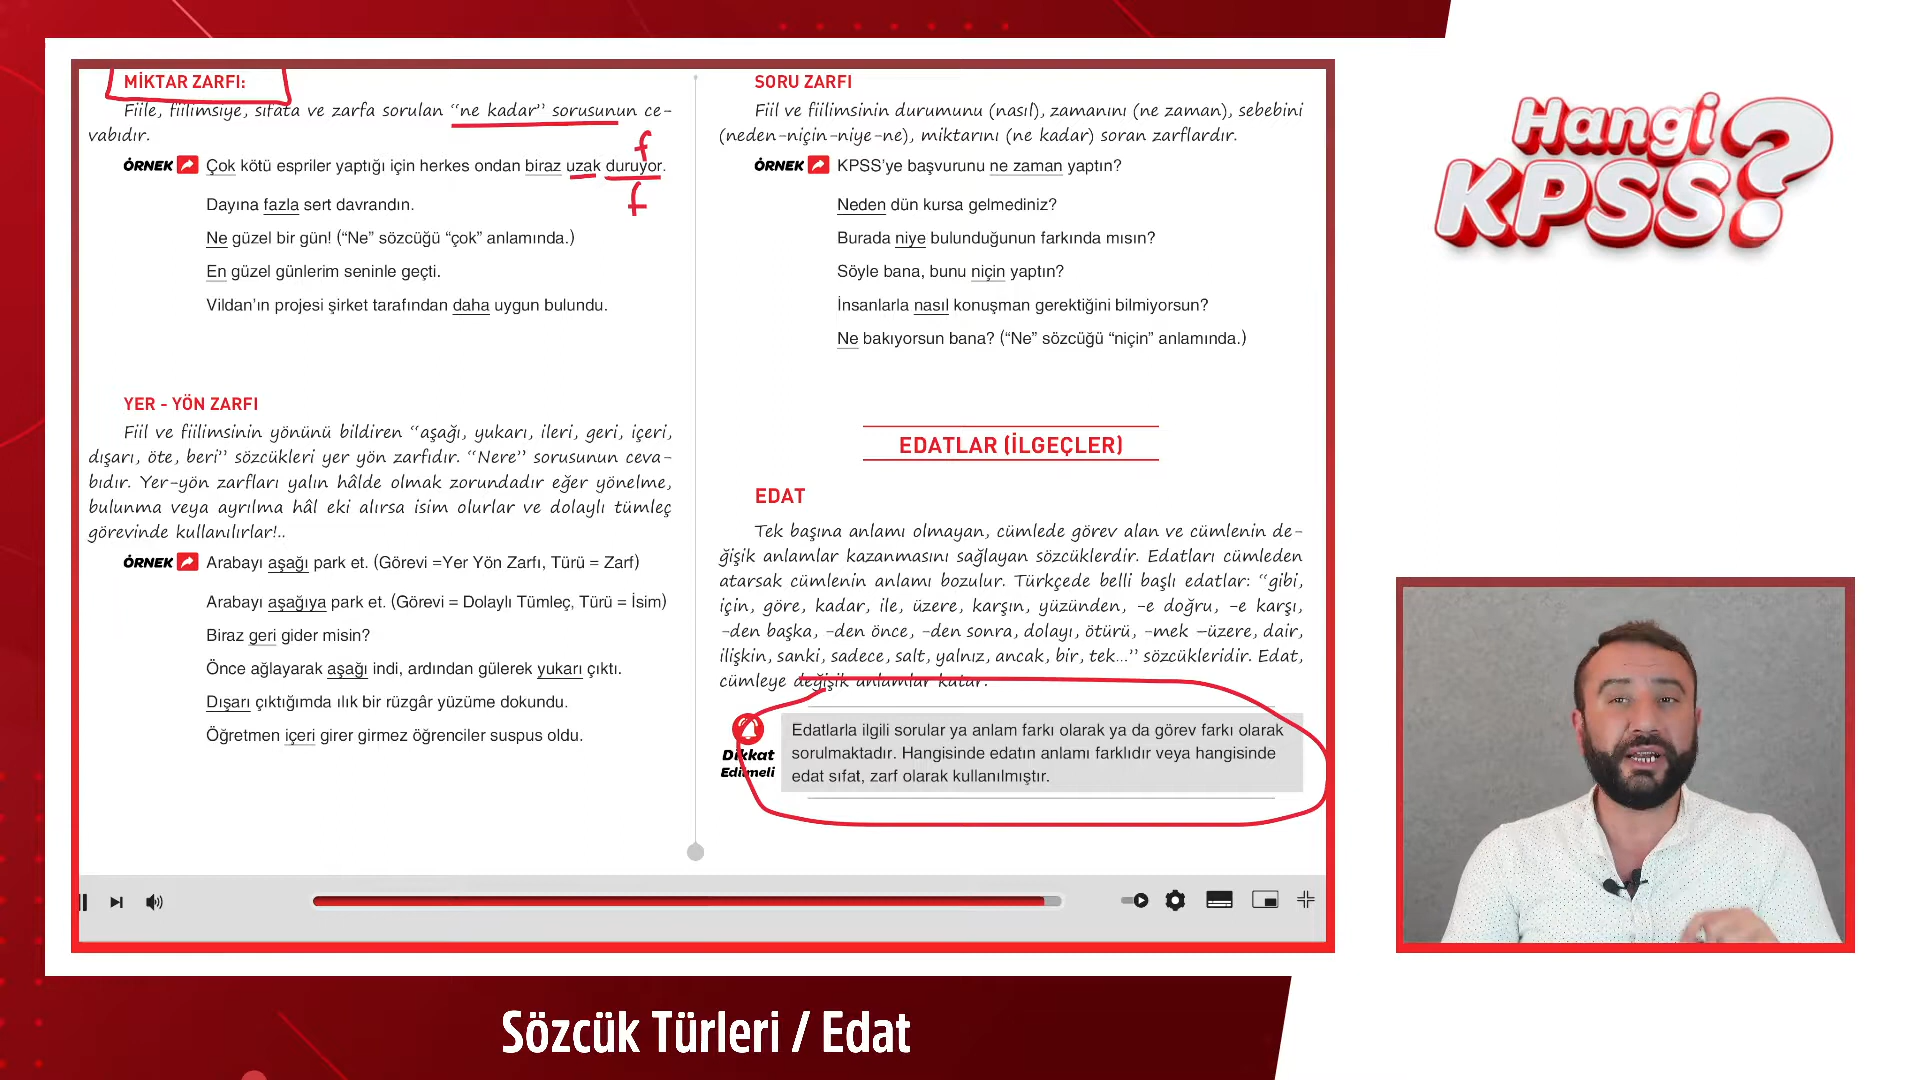 MİKTAR ZARFI:
Fiile, fiilimsiye, sıfata ve zarfa sorulan “ne kadar” sorusunun ce-
vabıdır.
ÖRNEK Çok kötü espriler yaptığı için herkes ondan biraz uzak duruyor.
f
f
Dayına fazla sert davrandın.
Ne güzel bir gün! (“Ne” sözcüğü “çok” anlamında.)
En güzel günlerim seninle geçti.
Vildan’ın projesi şirket tarafından daha uygun bulundu.
YER - YÖN ZARFI
Fiil ve fiilimsinin yönünü bildiren “aşağı, yukarı, ileri, geri, içeri,
dışarı, öte, beri” sözcükleri yer yön zarfıdır. “Nere” sorusunun ceva-
bıdır. Yer-yön zarfları yalın hâlde olmak zorundadır eğer yönelme,
bulunma veya ayrılma hâl eki alırsa isim olurlar ve dolaylı tümleç
görevinde kullanılırlar!..
ÖRNEK Arabayı aşağı park et. (Görevi =Yer Yön Zarfı, Türü = Zarf)
Arabayı aşağıya park et. (Görevi = Dolaylı Tümleç, Türü = İsim)
Biraz geri gider misin?
Önce ağlayarak aşağı indi, ardından gülerek yukarı çıktı.
Dışarı çıktığımda ılık bir rüzgâr yüzüme dokundu.
Öğretmen içeri girer girmez öğrenciler suspus oldu.
SORU ZARFI
Fiil ve fiilimsinin durumunu (nasıl), zamanını (ne zaman), sebebini
(neden-niçin-niye-ne), miktarını (ne kadar) soran zarflardır.
ÖRNEK KPSS’ye başvurunu ne zaman yaptın?
Neden dün kursa gelmediniz?
Burada niye bulunduğunun farkında mısın?
Söyle bana, bunu niçin yaptın?
İnsanlarla nasıl konuşman gerektiğini bilmiyorsun?
Ne bakıyorsun bana? (“Ne” sözcüğü “niçin” anlamında.)
EDATLAR (İLGEÇLER)
EDAT
Tek başına anlamı olmayan, cümlede görev alan ve cümlenin de-
ğişik anlamlar kazanmasını sağlayan sözcüklerdir. Edatları cümleden
atarsak cümlenin anlamı bozulur. Türkçede belli başlı edatlar: “gibi,
için, göre, kadar, ile, üzere, karşın, yüzünden, -e doğru, -e karşı,
-den başka, -den önce, -den sonra, dolayı, ötürü, -mek –üzere, dair,
ilişkin, sanki, sadece, salt, yalnız, ancak, bir, tek...” sözcükleridir. Edat,
cümleye değişik anlamlar katar.
Dikkat
Edilmeli
Edatlarla ilgili sorular ya anlam farkı olarak ya da görev farkı olarak
sorulmaktadır. Hangisinde edatın anlamı farklıdır veya hangisinde
edat sıfat, zarf olarak kullanılmıştır.
Hangi
KPSS?
Sözcük Türleri / Edat